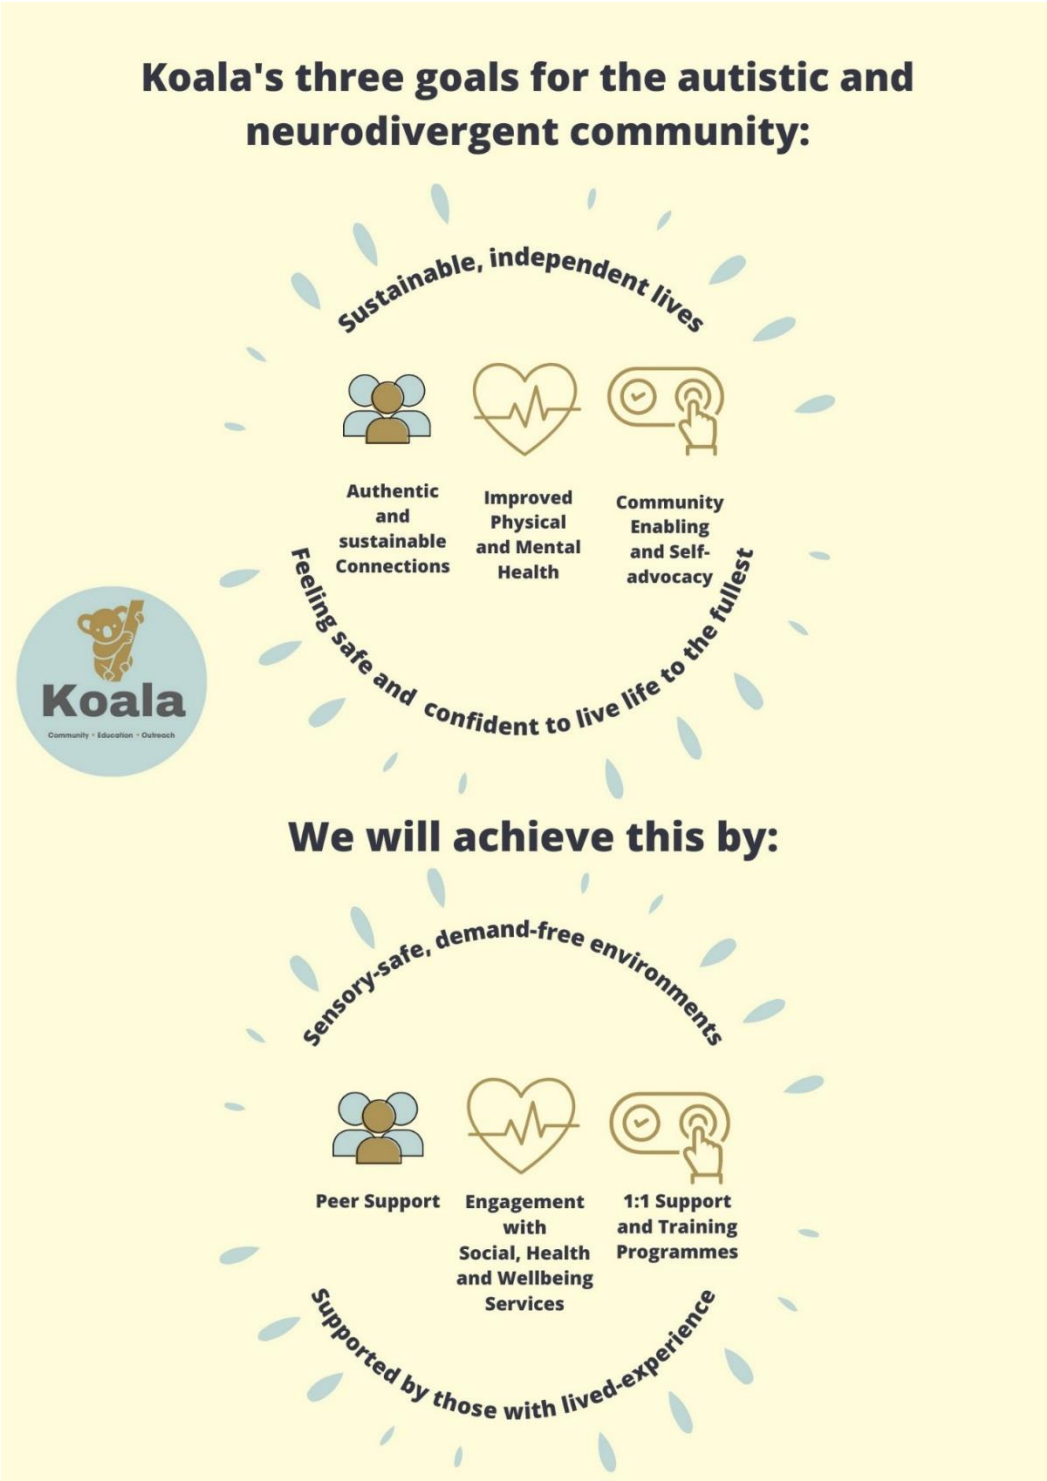 Koala's three goals for the autistic and
neurodivergent community:
Sustainable, independent lives
Authentic
and
sustainable
Connections
Improved
Physical
and Mental
Health
Community
Enabling
and Self-
advocacy
Feeling safe and confident to live life to the fullest
Koala
Community • Education • Outreach
We will achieve this by:
Sensory-safe, demand-free environments
Peer Support
Engagement
with
Social, Health
and Wellbeing
Services
1:1 Support
and Training
Programmes
Supported by those with lived-experience